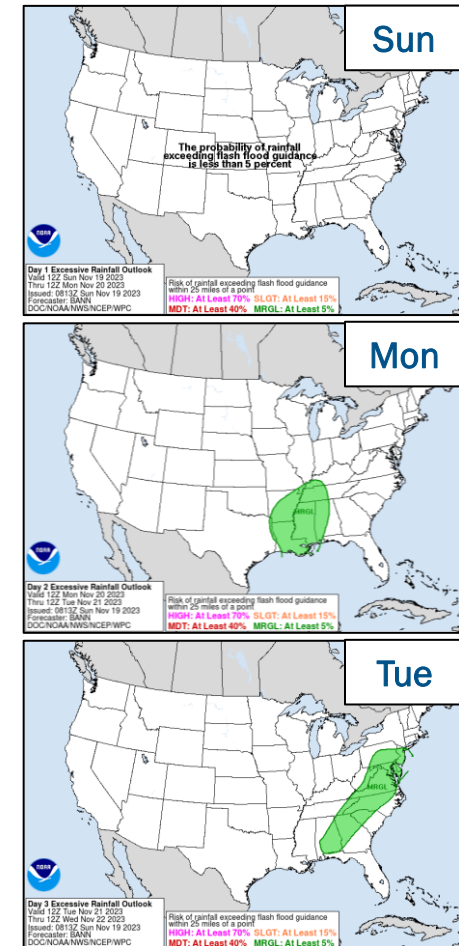 Sun
The probability of rainfall
exceeding flash flood guidance
is less than 5 percent
NOAA
Day 1 Excessive Rainfall Outlook
Valid 12Z Sun Nov 19 2023
Thru 12Z Mon Nov 20 2023
Issued: 0813Z Sun Nov 19 2023
Forecaster: BANN
DOC/NOAA/NWS/NCEP/WPC
Risk of rainfall exceeding flash flood guidance
within 25 miles of a point
HIGH: At Least 70% SLGT: At Least 15%
MDT: At Least 40% MRGL: At Least 5%
Mon
MRGL
NOAA
Day 2 Excessive Rainfall Outlook
Valid 12Z Mon Nov 20 2023
Thru 12Z Tue Nov 21 2023
Issued: 0813Z Sun Nov 19 2023
Forecaster: BANN
DOC/NOAA/NWS/NCEP/WPC
Risk of rainfall exceeding flash flood guidance
within 25 miles of a point
HIGH: At Least 70% SLGT: At Least 15%
MDT: At Least 40% MRGL: At Least 5%
Tue
MRGL
NOAA
Day 3 Excessive Rainfall Outlook
Valid 12Z Tue Nov 21 2023
Thru 12Z Wed Nov 22 2023
Issued: 0813Z Sun Nov 19 2023
Forecaster: BANN
DOC/NOAA/NWS/NCEP/WPC
Risk of rainfall exceeding flash flood guidance
within 25 miles of a point
HIGH: At Least 70% SLGT: At Least 15%
MDT: At Least 40% MRGL: At Least 5%